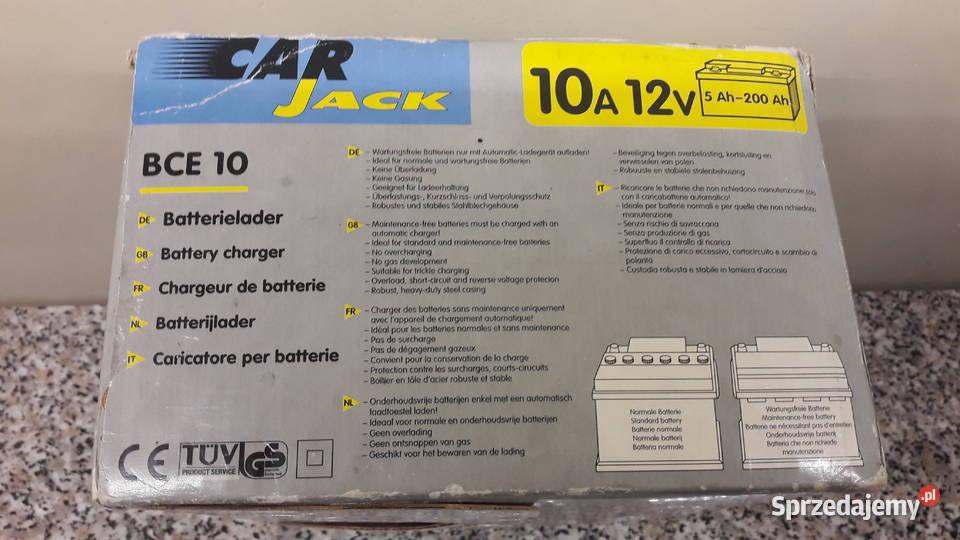 CAR
JACK
10A 12V
5 Ah–200 Ah
BCE 10
DE Batterielader
GB Battery charger
FR Chargeur de batterie
NL Batterijlader
IT Caricatore per batterie
DE – Wartungsfreie Batterien nur mit Automatic-Ladegerät aufladen!
– Ideal für normale und wartungsfreie Batterien
– Keine Überladung
– Keine Gasung
– Geeignet für Ladeerhaltung
– Überlastungs-, Kurzschluss- und Verpolungsschutz
– Robustes und stabiles Stahlblechgehäuse
GB – Maintenance-free batteries must be charged with an
automatic charger!
– Ideal for standard and maintenance-free batteries
– No overcharging
– No gas development
– Suitable for trickle charging
– Overload, short-circuit and reverse voltage protecion
– Robust, heavy-duty steel casing
FR – Charger des batteries sans maintenance uniquement
avec l'appareil de chargement automatique!
– Idéal pour les batteries normales et sans maintenance
– Pas de surcharge
– Pas de dégagement gazeux
– Convient pour la conservation de la charge
– Protection contre les surcharges, courts-circuits
– Boîtier en tôle d'acier robuste et stable
NL – Onderhoudsvrije batterijen enkel met een automatisch
laadtoestel laden!
– Ideaal voor normale en onderhoudsvrije batterijen
– Geen overlading
– Geen ontsnappen van gas
– Geschikt voor het bewaren van de lading
– Beveiliging tegen overbelasting, kortsluiting en
verwisselen van polen
– Robuuste en stabiele stalenbehuizing
IT – Ricaricare le batterie che non richiedono manutenzione solo
con il caricabatterie automatico!
– Ideale per batterie normali e per quelle che non richiedono
manutenzione
– Senza rischio di sovraccaria
– Senza produzione di gas
– Superfluo il controllo di ricarica
– Protezione di carico eccessivo, cortocircuito e scambio di
polarità
– Custodia robusta e stabile in lamiera d'acciaio
Normale Batterie
Standard battery
Batterie normale
Normale batterij
Batteria normale
Wartungsfreie Batterie
Maintenance-free battery
Batterie ne nécessitant pas d'entretien
Onderhoudsvrije batterij
Batteria che non richiede
manutenzione
CE
TÜV
PRODUCT SERVICE
GS
Sprzedajemy.pl